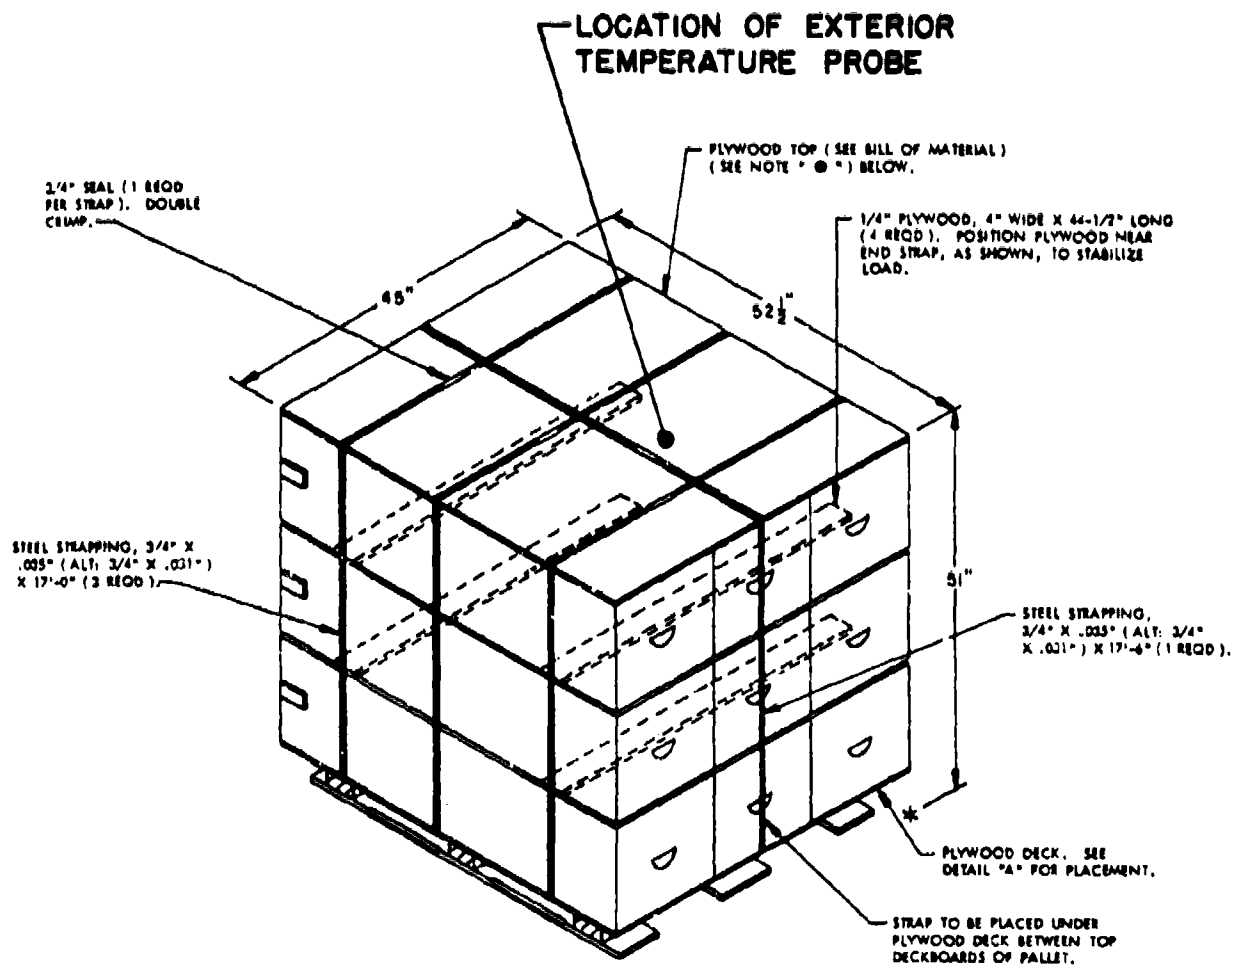 LOCATION OF EXTERIOR
TEMPERATURE PROBE
PLYWOOD TOP (SEE BILL OF MATERIAL)
(SEE NOTE " ● ") BELOW.
3/4" SEAL (1 REQD
PER STRAP). DOUBLE
CRIMP.
1/4" PLYWOOD, 4" WIDE X 44-1/2" LONG
(4 REQD). POSITION PLYWOOD NEAR
END STRAP, AS SHOWN, TO STABILIZE
LOAD.
45"
52 1/2"
STEEL STRAPPING, 3/4" X
.035" (ALT: 3/4" X .031")
X 17'-0" (3 REQD).
51"
STEEL STRAPPING,
3/4" X .035" (ALT: 3/4"
X .031") X 17'-6" (1 REQD).
*
PLYWOOD DECK. SEE
DETAIL "A" FOR PLACEMENT.
STRAP TO BE PLACED UNDER
PLYWOOD DECK BETWEEN TOP
DECKBOARDS OF PALLET.